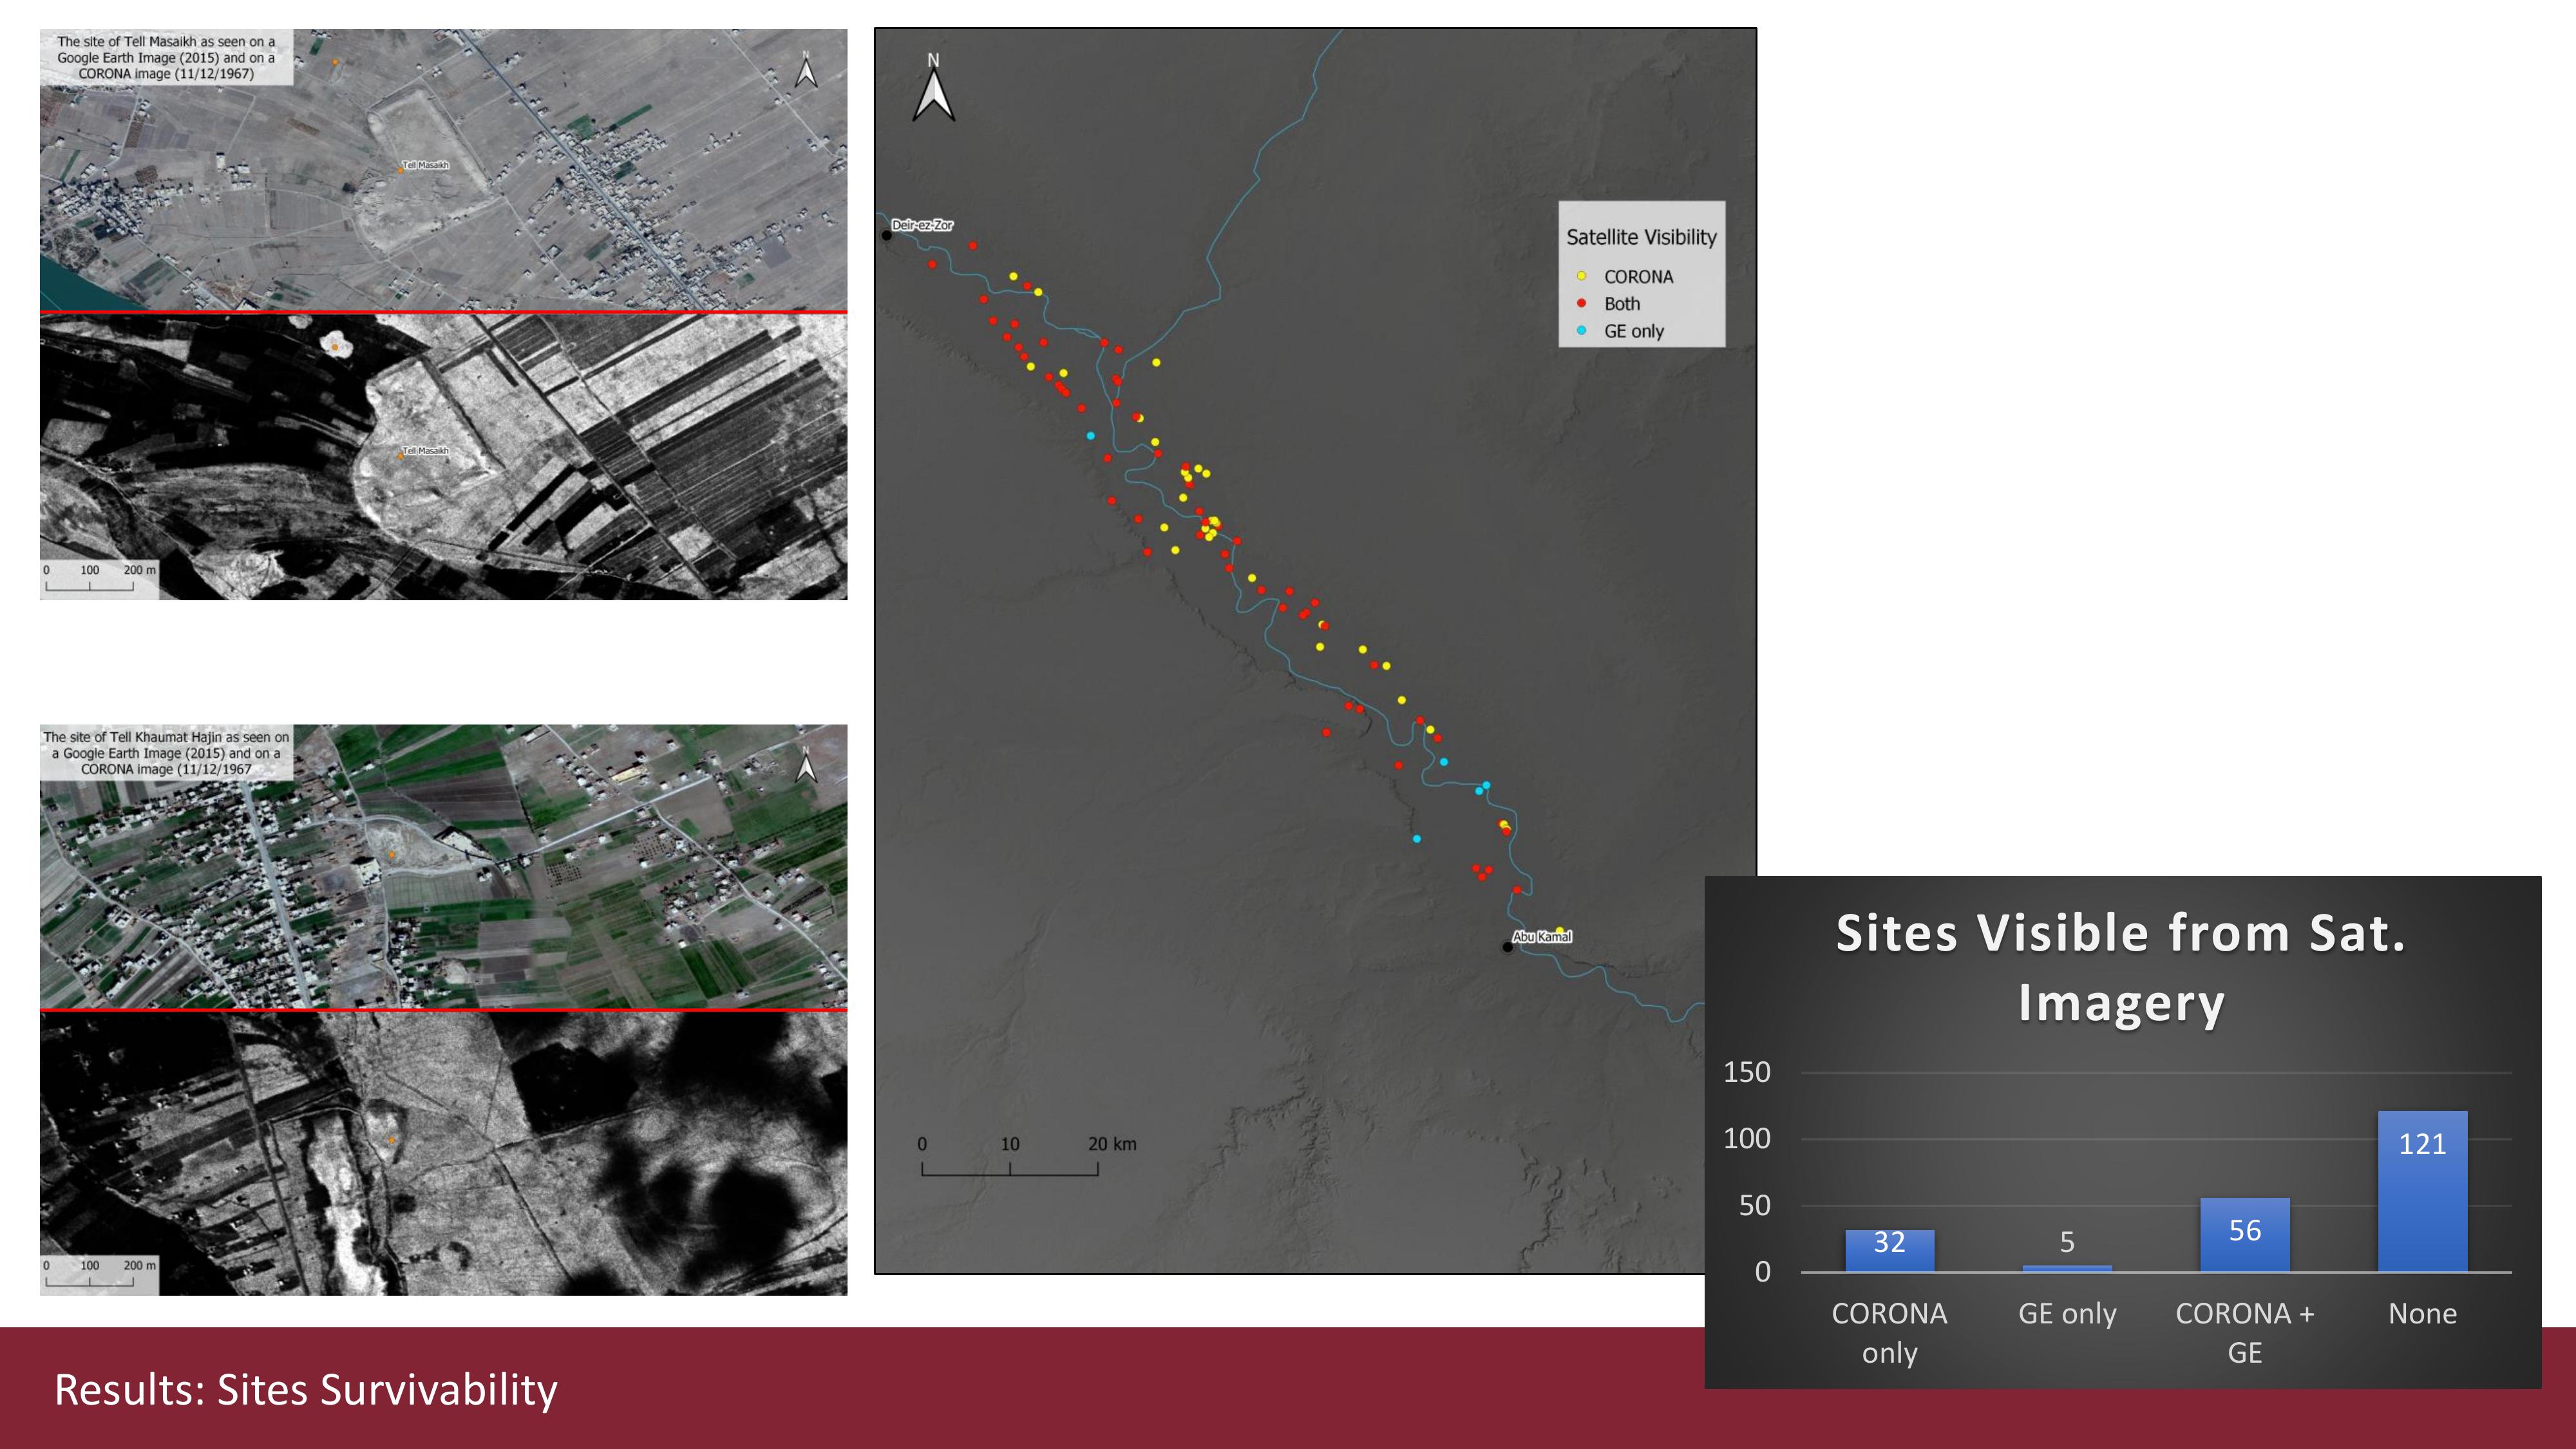 The site of Tell Masaikh as seen on a
Google Earth Image (2015) and on a
CORONA image (11/12/1967)
N
Tell Masaikh
Tell Masaikh
0 100 200 m
The site of Tell Khaumat Hajin as seen on
a Google Earth Image (2015) and on a
CORONA image (11/12/1967
N
0 100 200 m
N
Deir-ez-Zor
Satellite Visibility
CORONA
Both
GE only
Abu Kamal
0 10 20 km
Sites Visible from Sat.
Imagery
150
100
50
0
32
5
56
121
CORONA
only
GE only
CORONA +
GE
None
Results: Sites Survivability